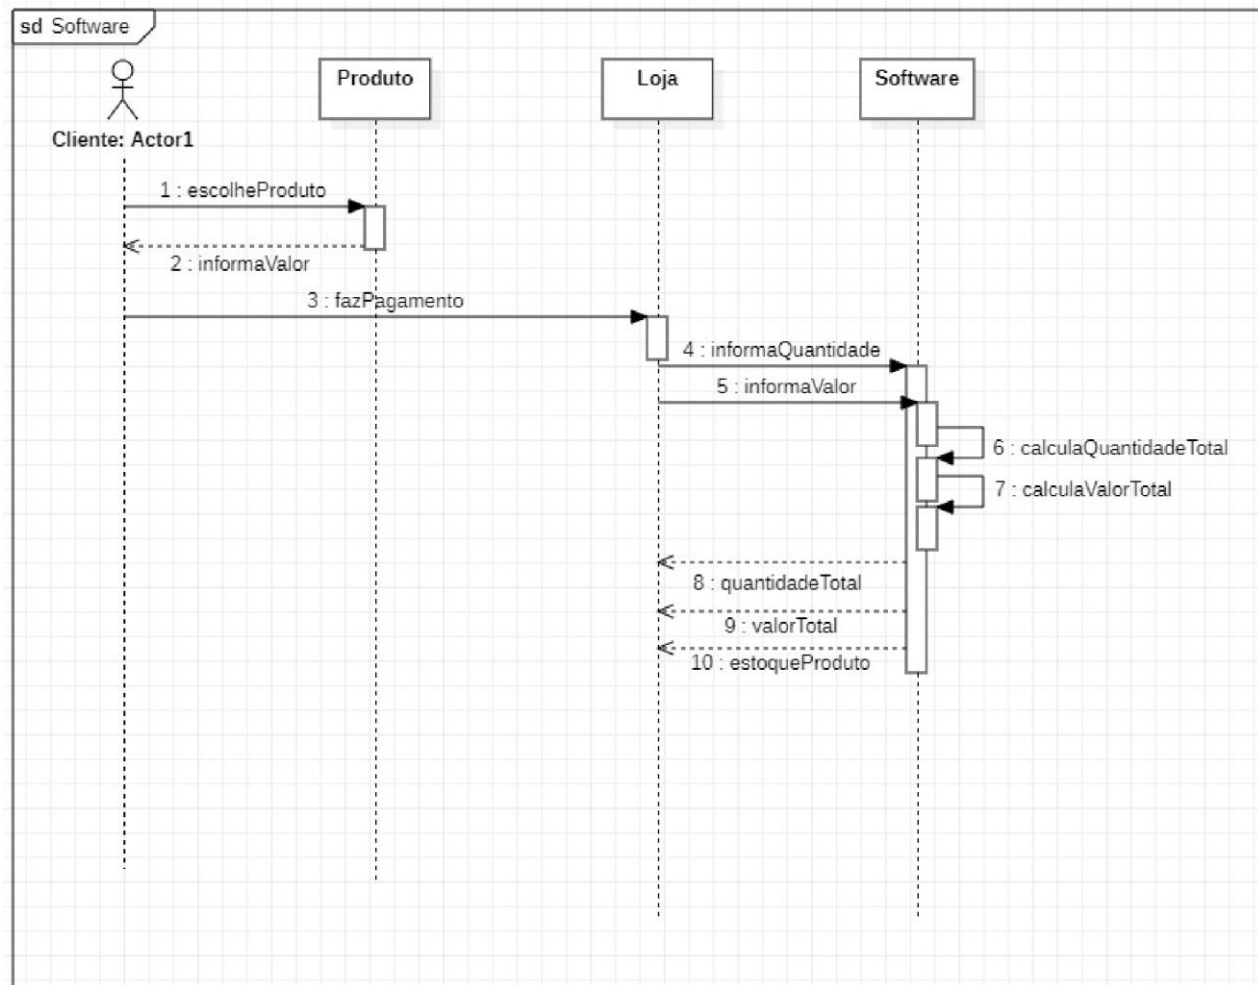 sd Software
Produto
Loja
Software
Cliente: Actor1
1 : escolheProduto
2 : informaValor
3 : fazPagamento
4 : informaQuantidade
5 : informaValor
6 : calculaQuantidadeTotal
7 : calculaValorTotal
8 : quantidadeTotal
9 : valorTotal
10 : estoqueProduto